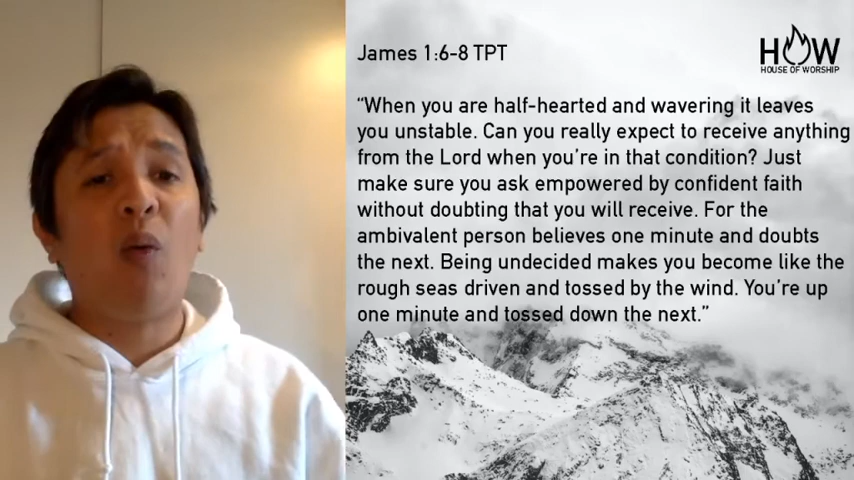 James 1:6-8 TPT
HOW
HOUSE OF WORSHIP
“When you are half-hearted and wavering it leaves
you unstable. Can you really expect to receive anything
from the Lord when you’re in that condition? Just
make sure you ask empowered by confident faith
without doubting that you will receive. For the
ambivalent person believes one minute and doubts
the next. Being undecided makes you become like the
rough seas driven and tossed by the wind. You’re up
one minute and tossed down the next.”